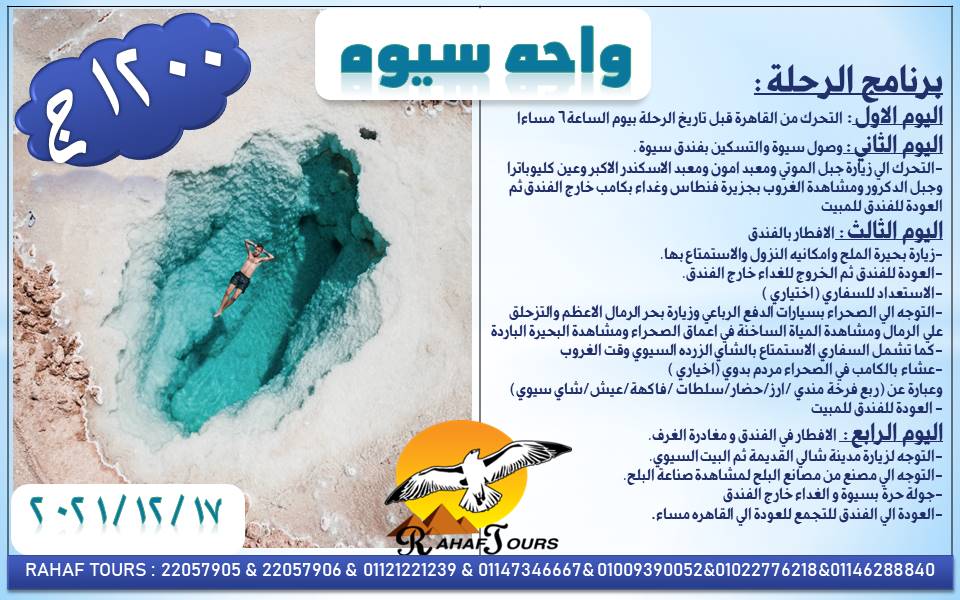 واحه سيوه
١٢٠٠ ج
برنامج الرحلة :
اليوم الاول : التحرك من القاهرة قبل تاريخ الرحلة بيوم الساعة٦ مساءا
اليوم الثاني : وصول سيوة والتسكين بفندق سيوة .
-التحرك الي زيارة جبل الموتي ومعبد امون ومعبد الاسكندر الاكبر وعين كليوباترا
وجبل الدكرور ومشاهدة الغروب بجزيرة فنطاس وغداء بكامب خارج الفندق ثم
العودة للفندق للمبيت
اليوم الثالث : الافطار بالفندق
-زيارة بحيرة الملح وامكانيه النزول والاستمتاع بها.
-العودة للفندق ثم الخروج للغداء خارج الفندق.
-الاستعداد للسفاري ( اختياري )
-التوجه الي الصحراء بسيارات الدفع الرباعي وزيارة بحر الرمال الاعظم والتزحلق
علي الرمال ومشاهدة المياة الساخنة في اعماق الصحراء ومشاهدة البحيرة الباردة
-كما تشمل السفاري الاستمتاع بالشاي الزرده السيوي وقت الغروب
-عشاء بالكامب في الصحراء مردم بدوي ( اخياري )
وعبارة عن (ربع فرخة مندي /ارز/خضار/سلطات /فاكهة/عيش/شاي سيوي)
- العودة للفندق للمبيت
اليوم الرابع : الافطار في الفندق و مغادرة الغرف.
-التوجه لزيارة مدينة شالي القديمة ثم البيت السيوي.
-التوجه الي مصنع من مصانع البلح لمشاهدة صناعة البلح.
-جولة حرة بسيوة و الغداء خارج الفندق
-العودة الي الفندق للتجمع للعودة الي القاهره مساء.
١٧ / ١٢ / ٢٠٢١
RAHAF TOURS
RAHAF TOURS : 22057905 & 22057906 & 01121221239 & 01147346667& 01009390052&01022776218&01146288840